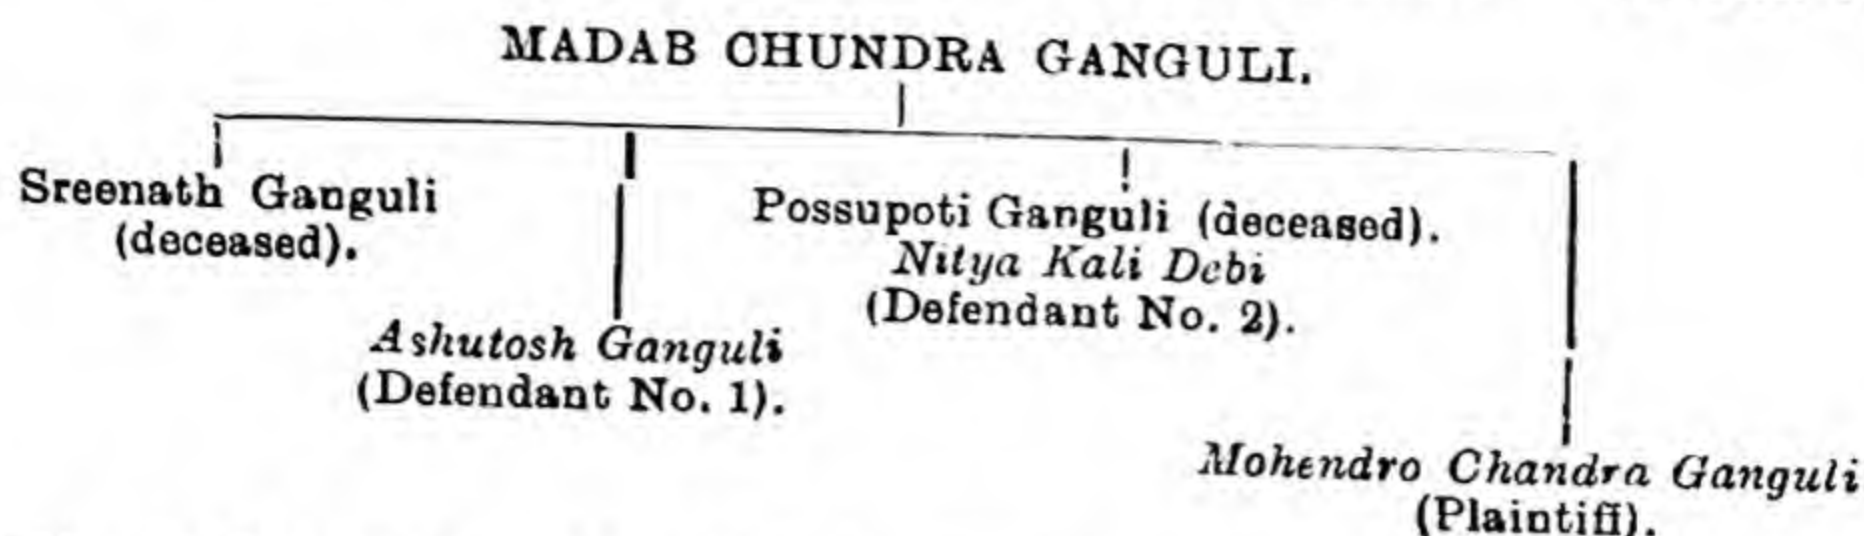 MADAB CHUNDRA GANGULI.
Sreenath Ganguli
(deceased).
Possupoti Ganguli (deceased).
Nitya Kali Debi
(Defendant No. 2).
Ashutosh Ganguli
(Defendant No. 1).
Mohendro Chandra Ganguli
(Plaintiff).